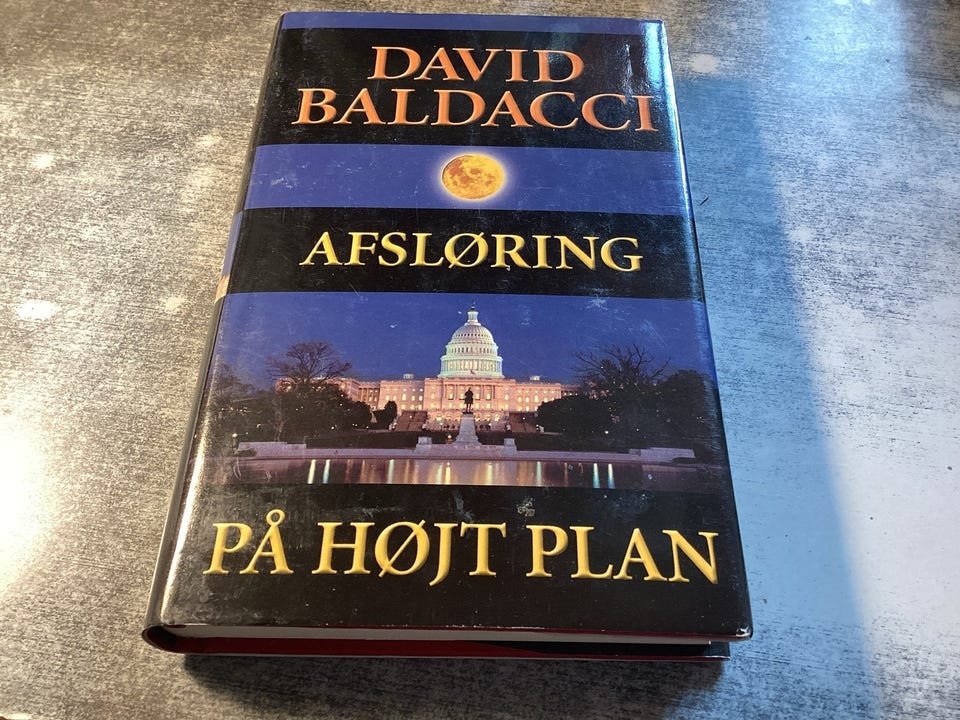 DAVID
BALDACCI
AFSLØRING
PÅ HØJT PLAN